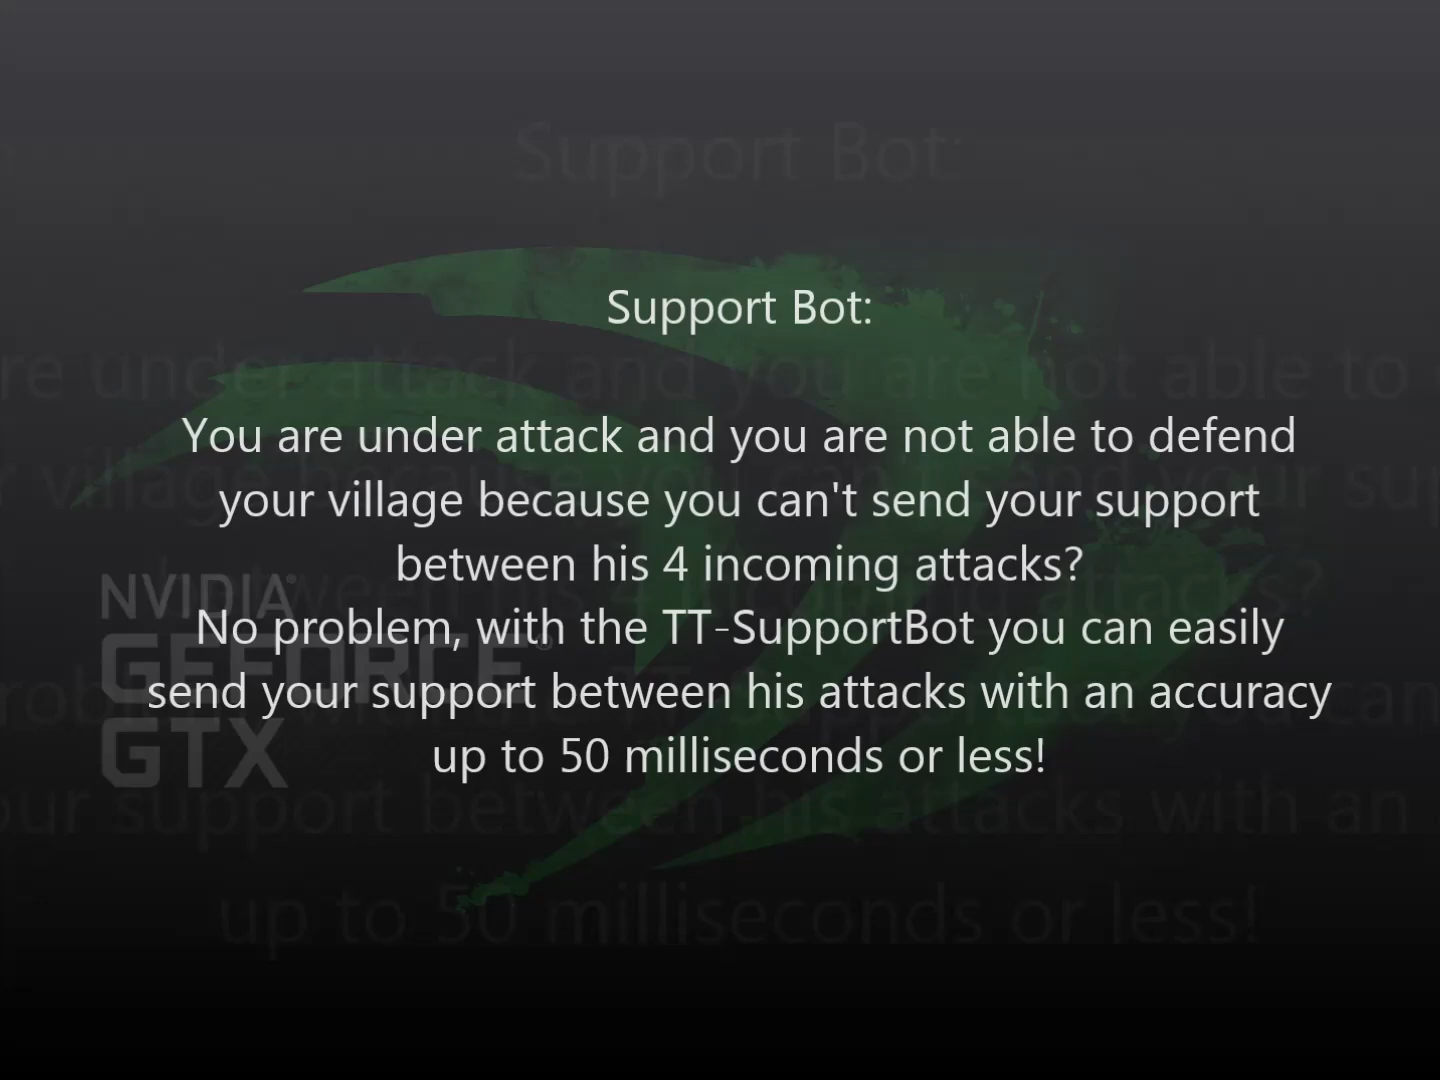 Support Bot:
You are under attack and you are not able to defend
your village because you can't send your support
between his 4 incoming attacks?
No problem, with the TT-SupportBot you can easily
send your support between his attacks with an accuracy
up to 50 milliseconds or less!
NVIDIA
GEFORCE®
GTX